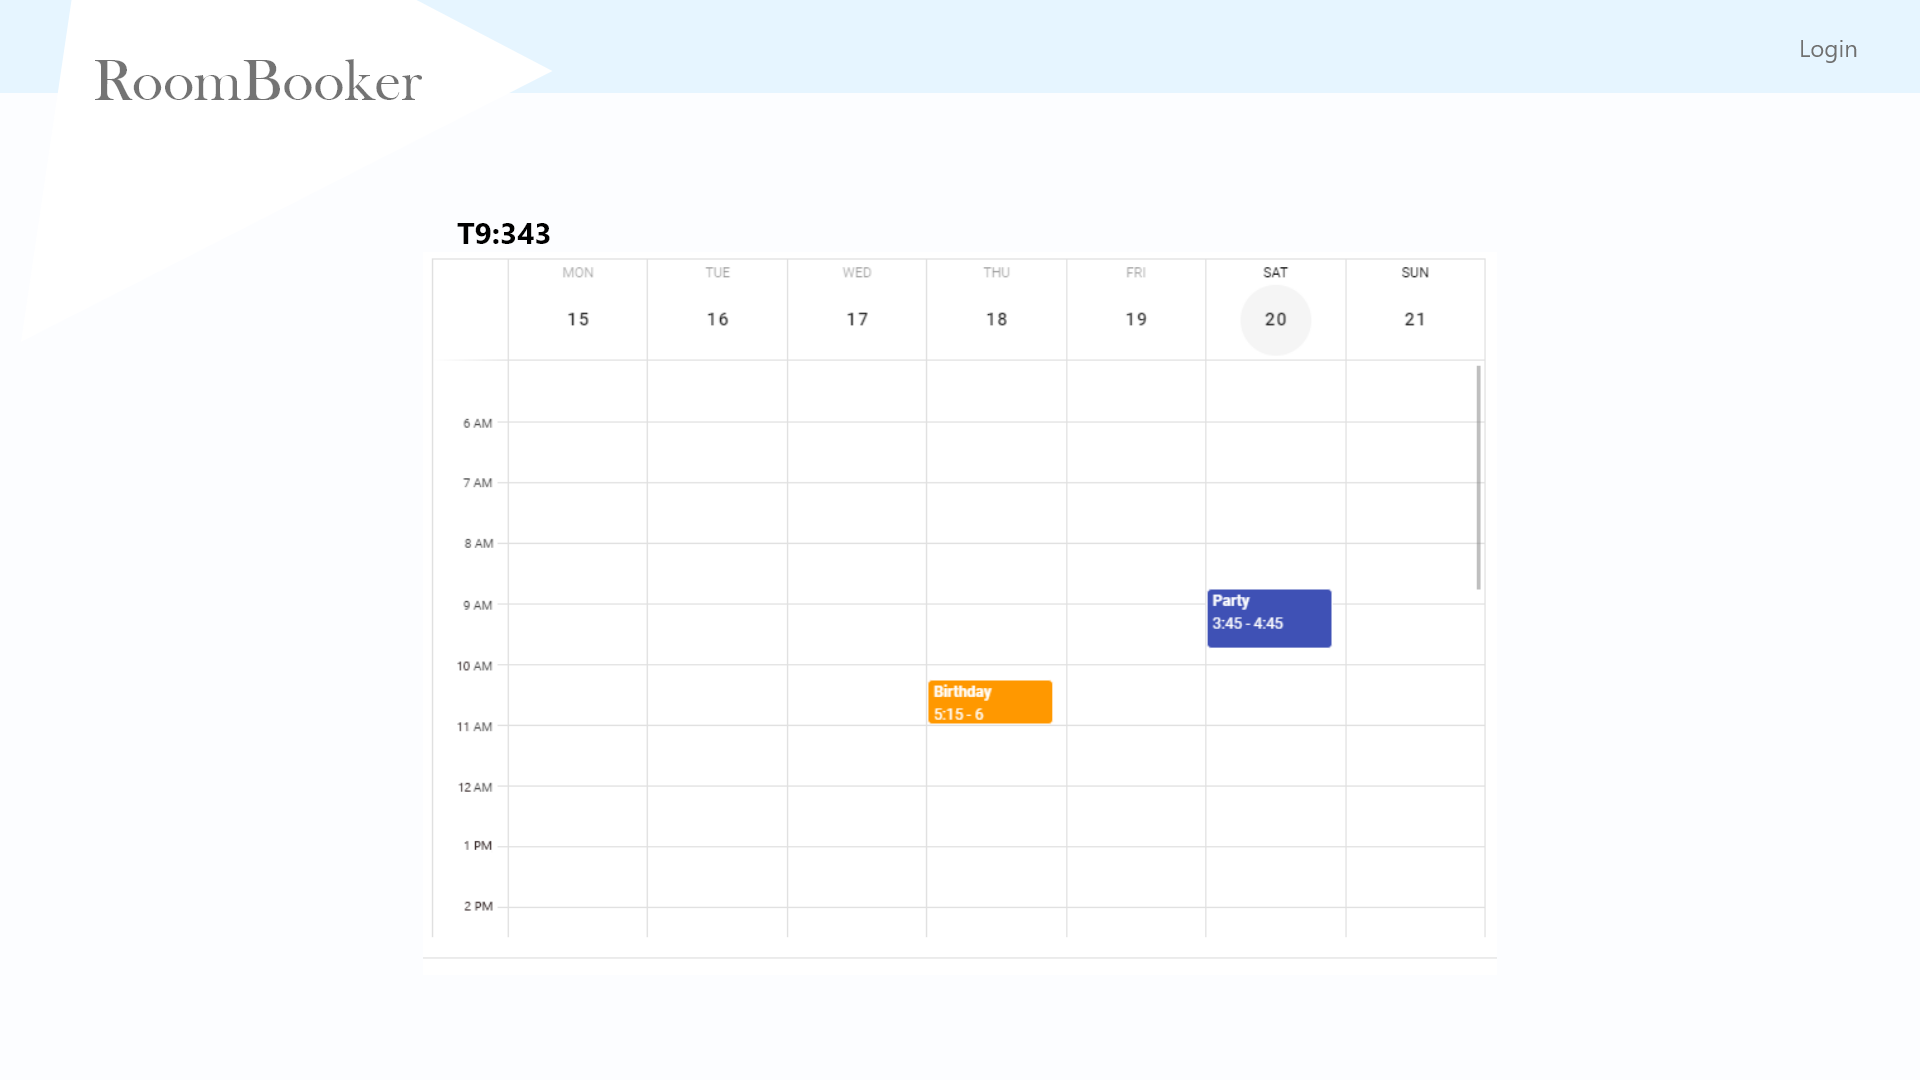 RoomBooker
Login
T9:343
MON TUE WED THU FRI SAT SUN
15 16 17 18 19 20 21
6 AM
7 AM
8 AM
9 AM
Party
3:45 - 4:45
10 AM
Birthday
5:15 - 6
11 AM
12 AM
1 PM
2 PM